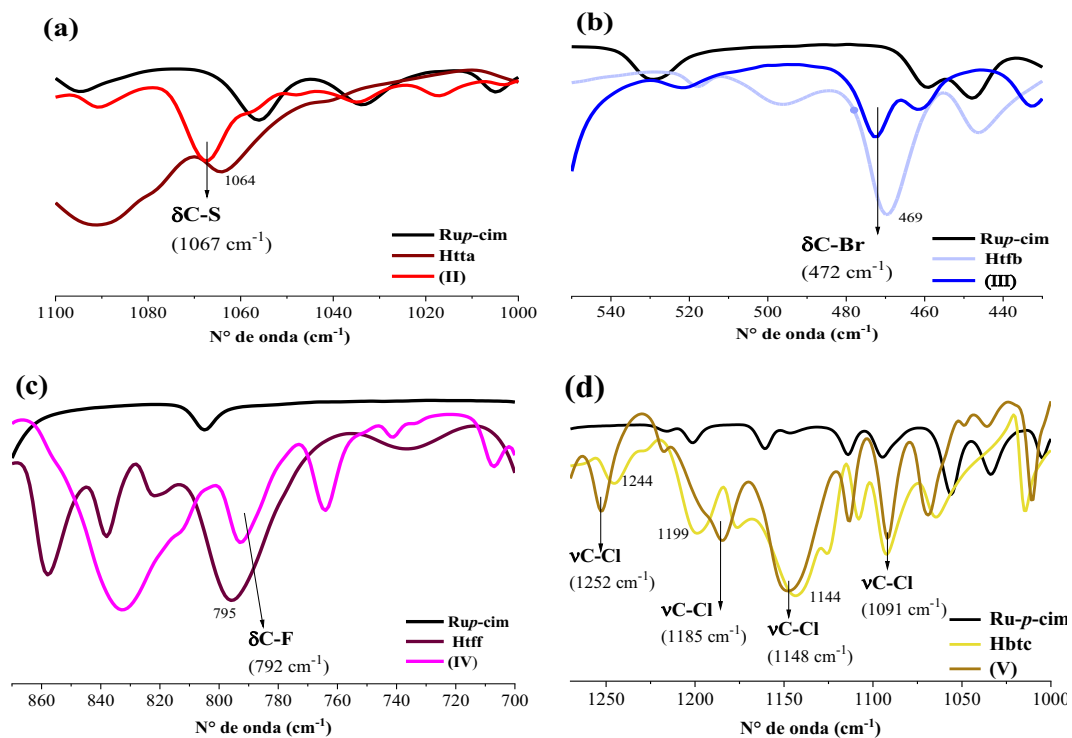 (a)
1064
δC-S
(1067 cm⁻¹)
Rup-cim
Htta
(II)
1100 1080 1060 1040 1020 1000
N° de onda (cm⁻¹)
(b)
469
δC-Br
(472 cm⁻¹)
Rup-cim
Htfb
(III)
540 520 500 480 460 440
N° de onda (cm⁻¹)
(c)
795
δC-F
(792 cm⁻¹)
Rup-cim
Htff
(IV)
860 840 820 800 780 760 740 720 700
N° de onda (cm⁻¹)
(d)
1244
1199
νC-Cl
(1252 cm⁻¹)
νC-Cl
(1185 cm⁻¹)
1144
νC-Cl
(1148 cm⁻¹)
νC-Cl
(1091 cm⁻¹)
Ru-p-cim
Hbtc
(V)
1250 1200 1150 1100 1050 1000
N° de onda (cm⁻¹)